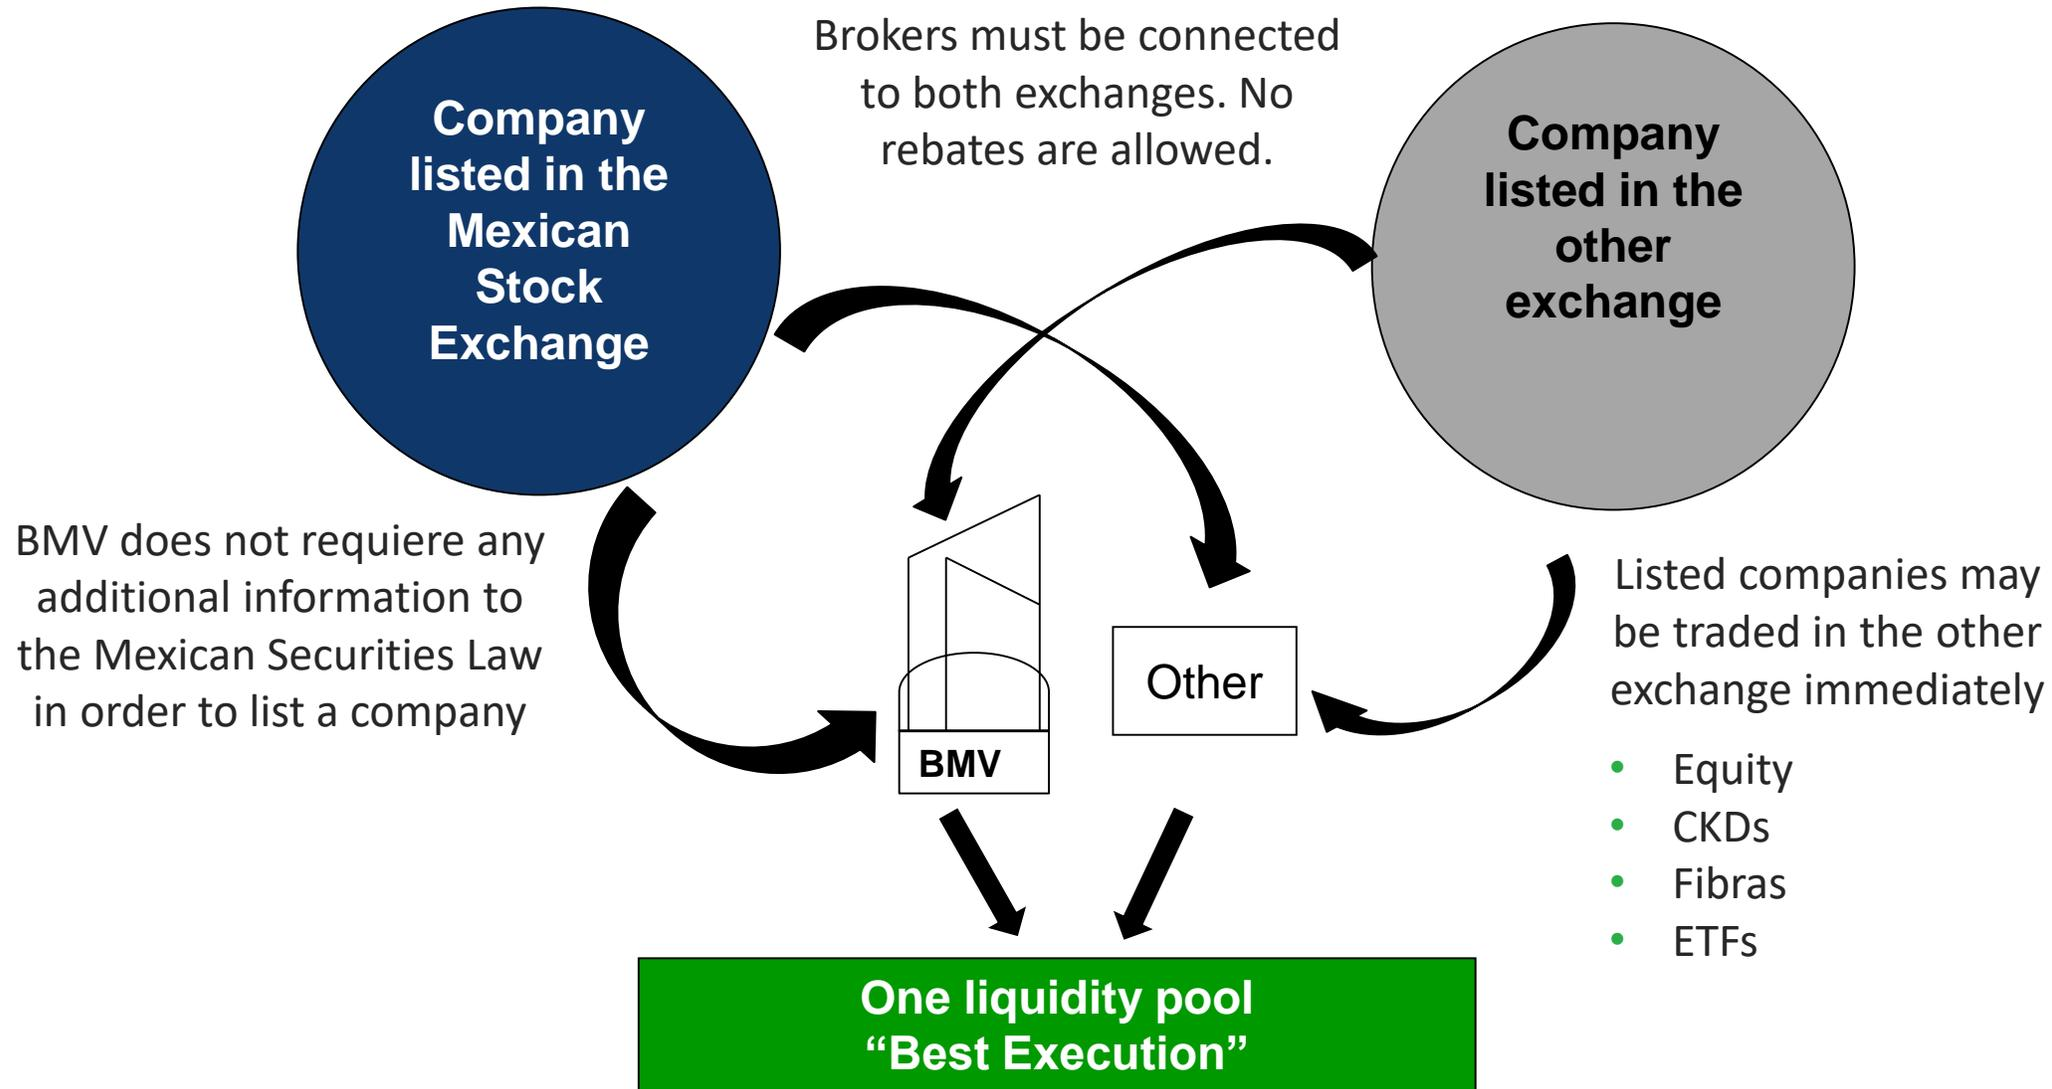 Brokers must be connected
to both exchanges. No
rebates are allowed.
Company
listed in the
Mexican
Stock
Exchange
Company
listed in the
other
exchange
BMV does not requiere any
additional information to
the Mexican Securities Law
in order to list a company
Listed companies may
be traded in the other
exchange immediately
• Equity
• CKDs
• Fibras
• ETFs
Other
BMV
One liquidity pool
“Best Execution”